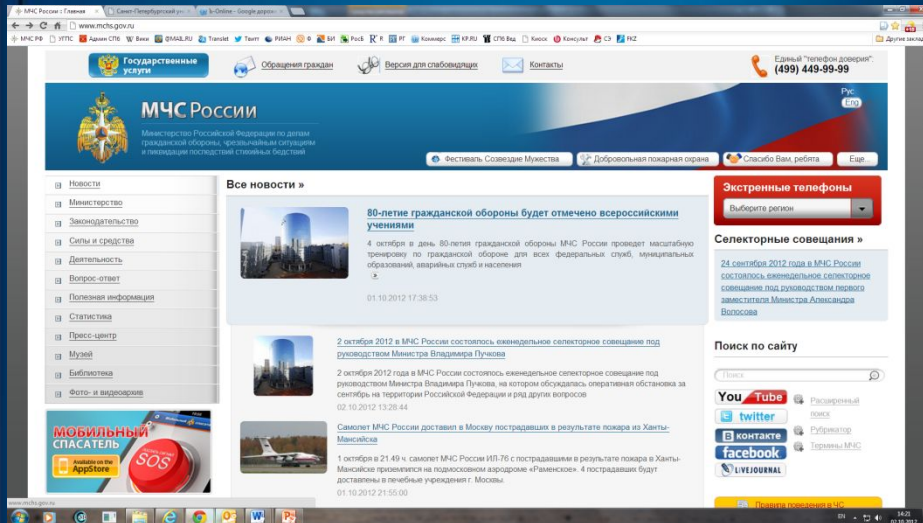 МЧС России :: Главная
www.mchs.gov.ru
Государственные
услуги
Обращения граждан
Версия для слабовидящих
Контакты
Единый "телефон доверия":
(499) 449-99-99
Рус
Eng
МЧС России
Министерство Российской Федерации по делам
гражданской обороны, чрезвычайным ситуациям
и ликвидации последствий стихийных бедствий
Фестиваль Созвездие Мужества
Добровольная пожарная охрана
Спасибо Вам, ребята
Еще...
Новости
Министерство
Законодательство
Силы и средства
Деятельность
Вопрос-ответ
Полезная информация
Статистика
Пресс-центр
Музей
Библиотека
Фото- и видеоархив
МОБИЛЬНЫЙ
СПАСАТЕЛЬ
Available on the
AppStore
SOS
Все новости »
80-летие гражданской обороны будет отмечено всероссийскими
учениями
4 октября в день 80-летия гражданской обороны МЧС России проведет масштабную
тренировку по гражданской обороне для всех федеральных служб, муниципальных
образований, аварийных служб и населения
01.10.2012 17:38:53
2 октября 2012 в МЧС России состоялось еженедельное селекторное совещание под
руководством Министра Владимира Пучкова
2 октября 2012 года в МЧС России состоялось еженедельное селекторное совещание под
руководством Министра Владимира Пучкова, на котором обсуждалась оперативная обстановка за
сентябрь на территории Российской Федерации и ряд других вопросов
02.10.2012 13:28:44
Самолет МЧС России доставил в Москву пострадавших в результате пожара из Ханты-
Мансийска
1 октября в 21.49 ч. самолет МЧС России ИЛ-76 с пострадавшими в результате пожара в Ханты-
Мансийске приземлился на подмосковном аэродроме «Раменское». 4 пострадавших будут
доставлены в лечебные учреждения г. Москвы.
01.10.2012 21:55:00
Экстренные телефоны
Выберите регион
Селекторные совещания »
24 сентября 2012 года в МЧС России
состоялось еженедельное селекторное
совещание под руководством первого
заместителя Министра Александра
Волосова
Поиск по сайту
Поиск
You Tube
twitter
В контакте
facebook
LIVEJOURNAL
Расширенный
поиск
Рубрикатор
Термины МЧС
Правила поведения в ЧС
www.mchs.gov.ru
EN
14:21
02.10.2012